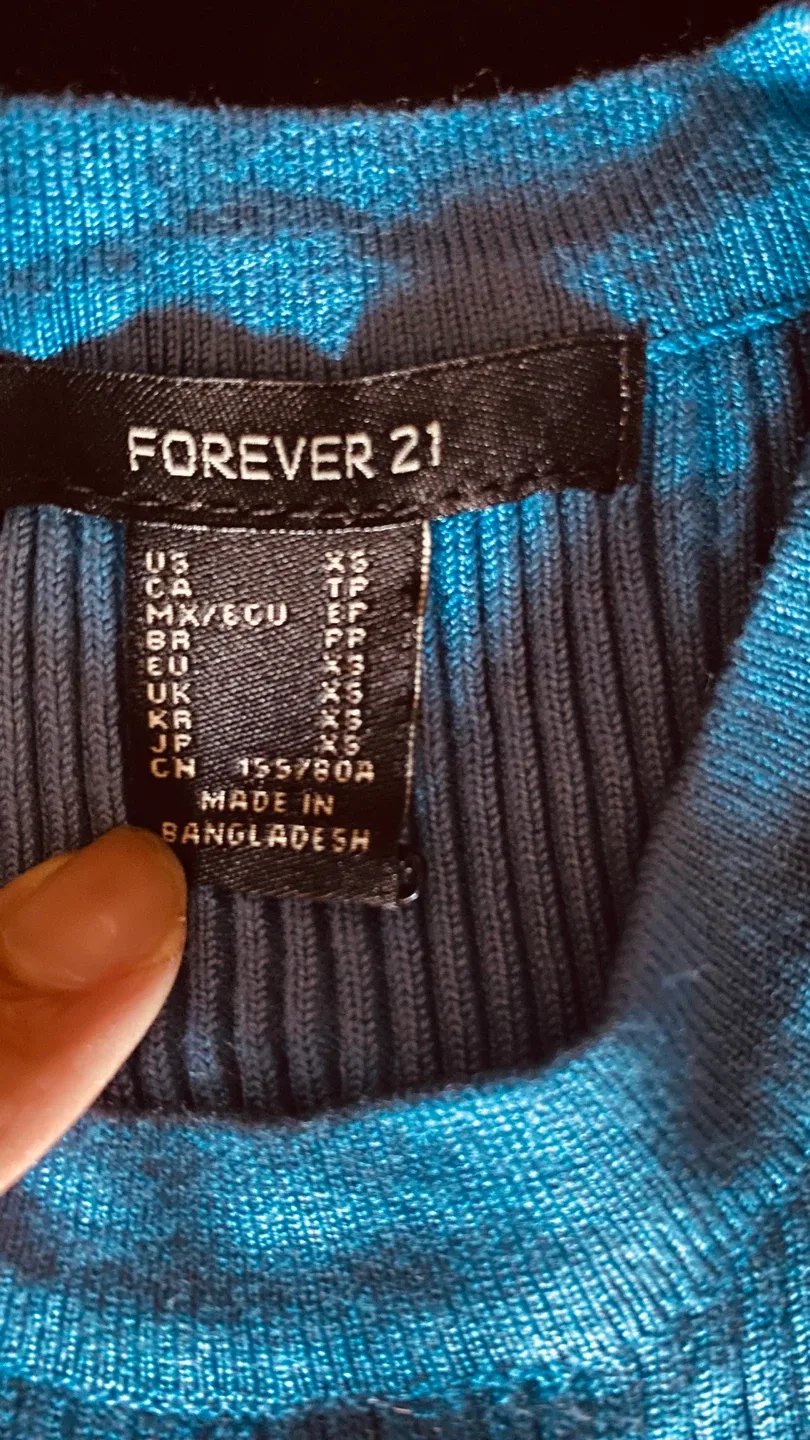 FOREVER 21
US XS
CA TP
MX/ECU EP
BR PP
EU XS
UK XS
KR XS
JP XS
CN 155/80A
MADE IN
BANGLADESH